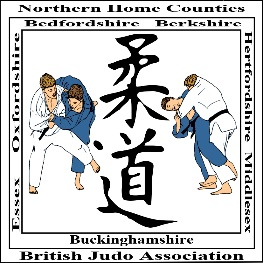 Northern Home Counties
Bedfordshire Berkshire
Oxfordshire
Essex
柔道
Hertfordshire
Middlesex
Buckinghamshire
British Judo Association